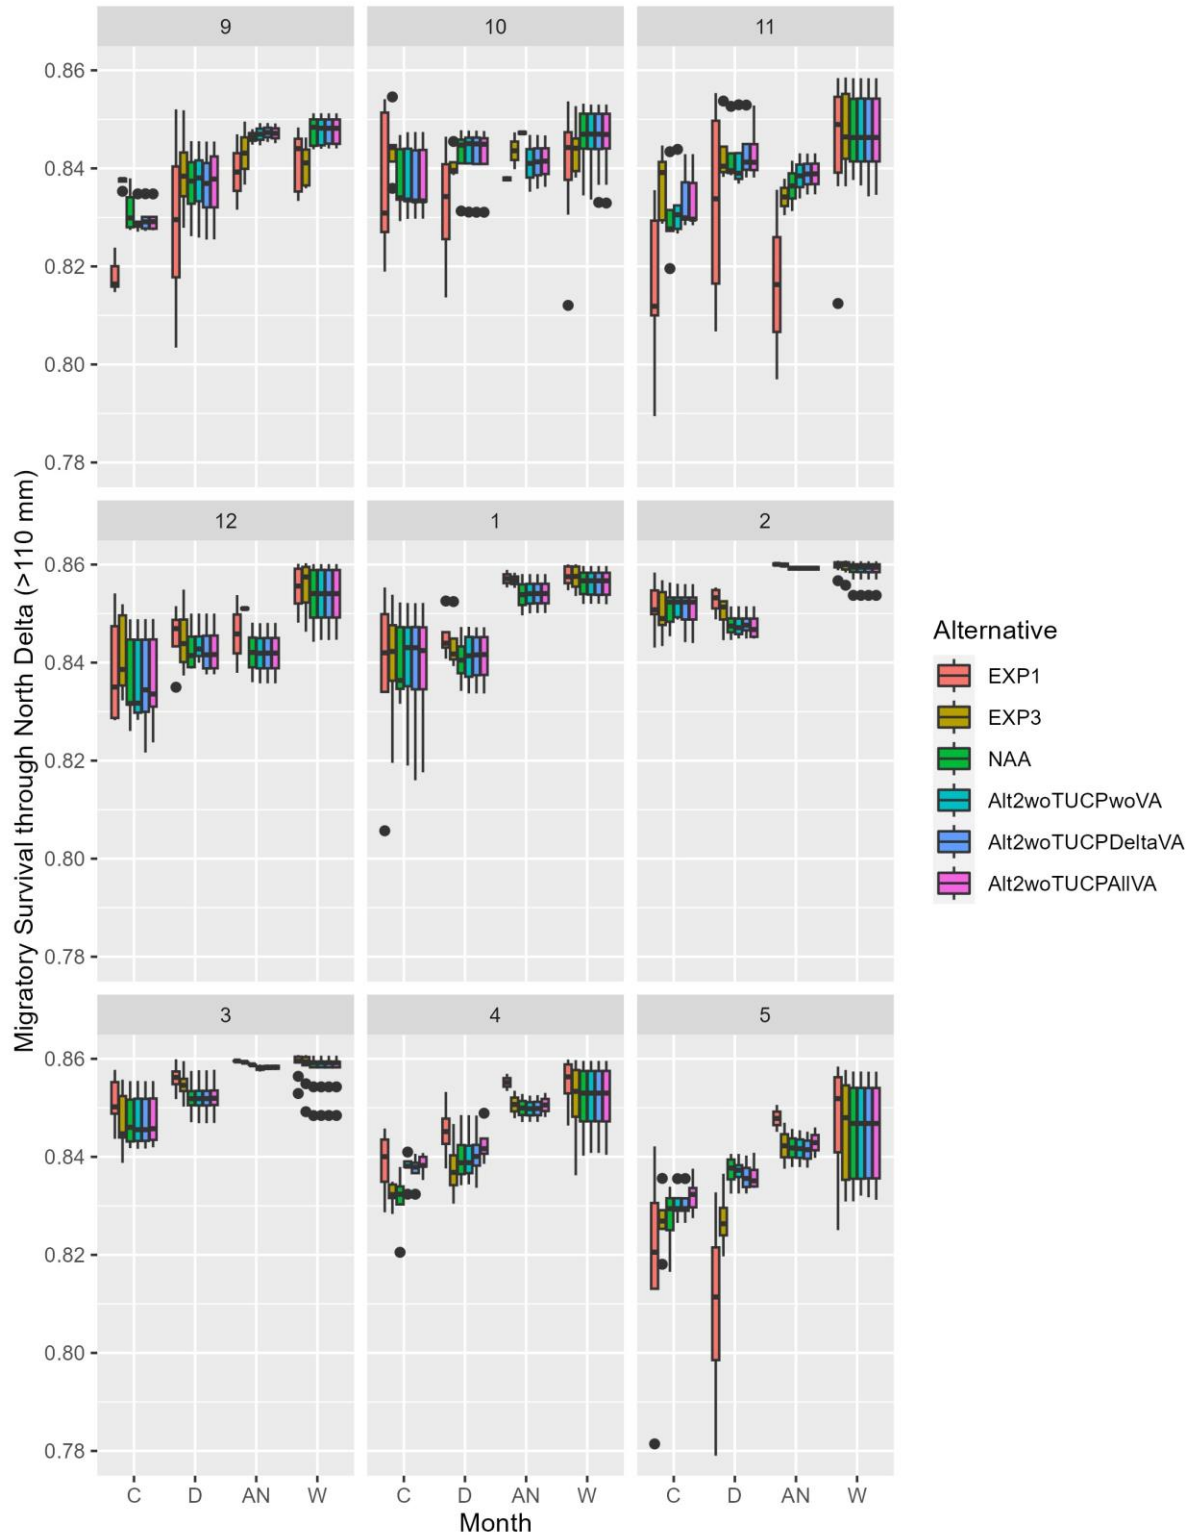 9 10 11
0.86
0.84
0.82
0.80
0.78
12 1 2
0.86
0.84
0.82
0.80
0.78
3 4 5
0.86
0.84
0.82
0.80
0.78
C D AN W C D AN W C D AN W
Month
Migratory Survival through North Delta (>110 mm)
Alternative
EXP1
EXP3
NAA
Alt2woTUCPwoVA
Alt2woTUCPDeltaVA
Alt2woTUCPAllVA